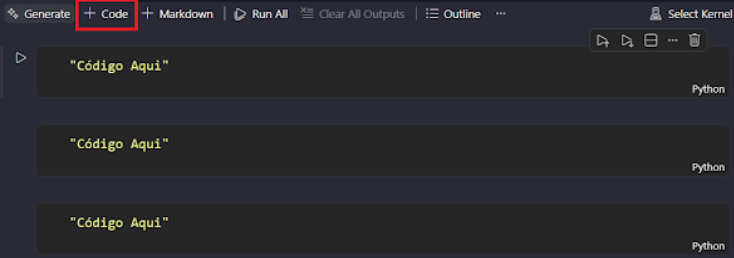 Generate + Code + Markdown Run All Clear All Outputs Outline ... Select Kernel
"Código Aqui"
Python
"Código Aqui"
Python
"Código Aqui"
Python